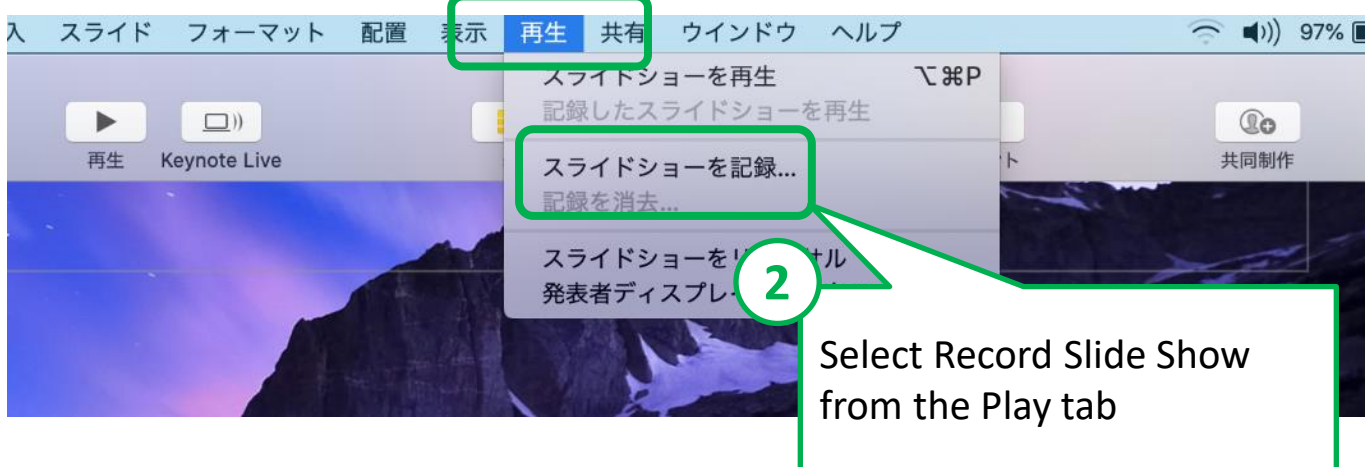 入 スライド フォーマット 配置 表示 再生 共有 ウインドウ ヘルプ 97%
スライドショーを再生 ⌥⌘P
記録したスライドショーを再生
再生 Keynote Live ト 共同制作
スライドショーを記録...
記録を消去...
スライドショーをリ サル
発表者ディスプレー
2
Select Record Slide Show
from the Play tab